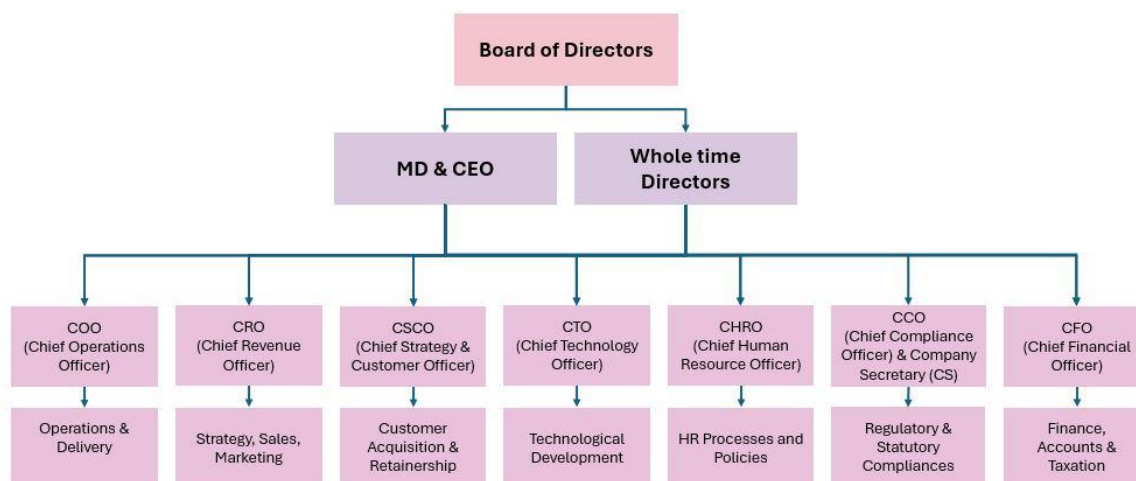 Board of Directors
MD & CEO
Whole time
Directors
COO
(Chief Operations
Officer)
CRO
(Chief Revenue
Officer)
CSCO
(Chief Strategy &
Customer Officer)
CTO
(Chief Technology
Officer)
CHRO
(Chief Human
Resource Officer)
CCO
(Chief Compliance
Officer) & Company
Secretary (CS)
CFO
(Chief Financial
Officer)
Operations &
Delivery
Strategy, Sales,
Marketing
Customer
Acquisition &
Retainership
Technological
Development
HR Processes and
Policies
Regulatory &
Statutory
Compliances
Finance,
Accounts &
Taxation